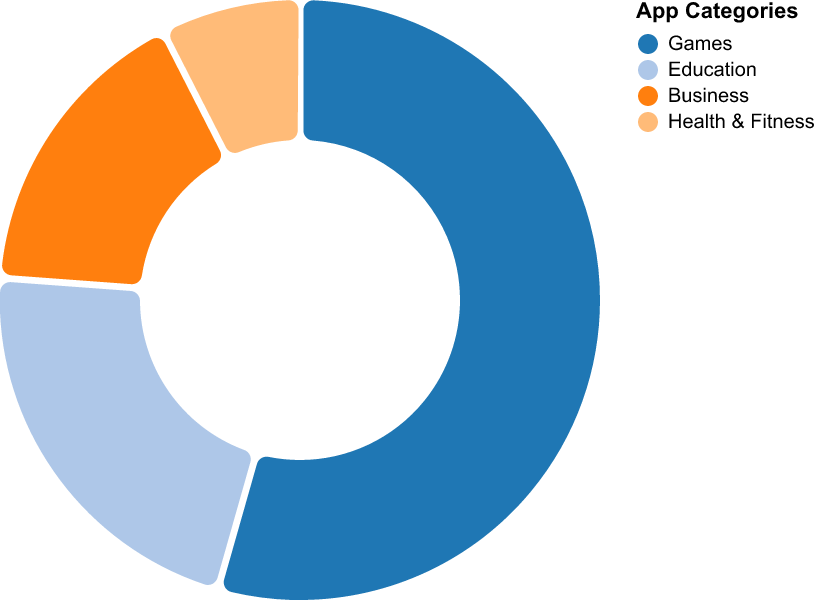 App Categories
Games
Education
Business
Health & Fitness